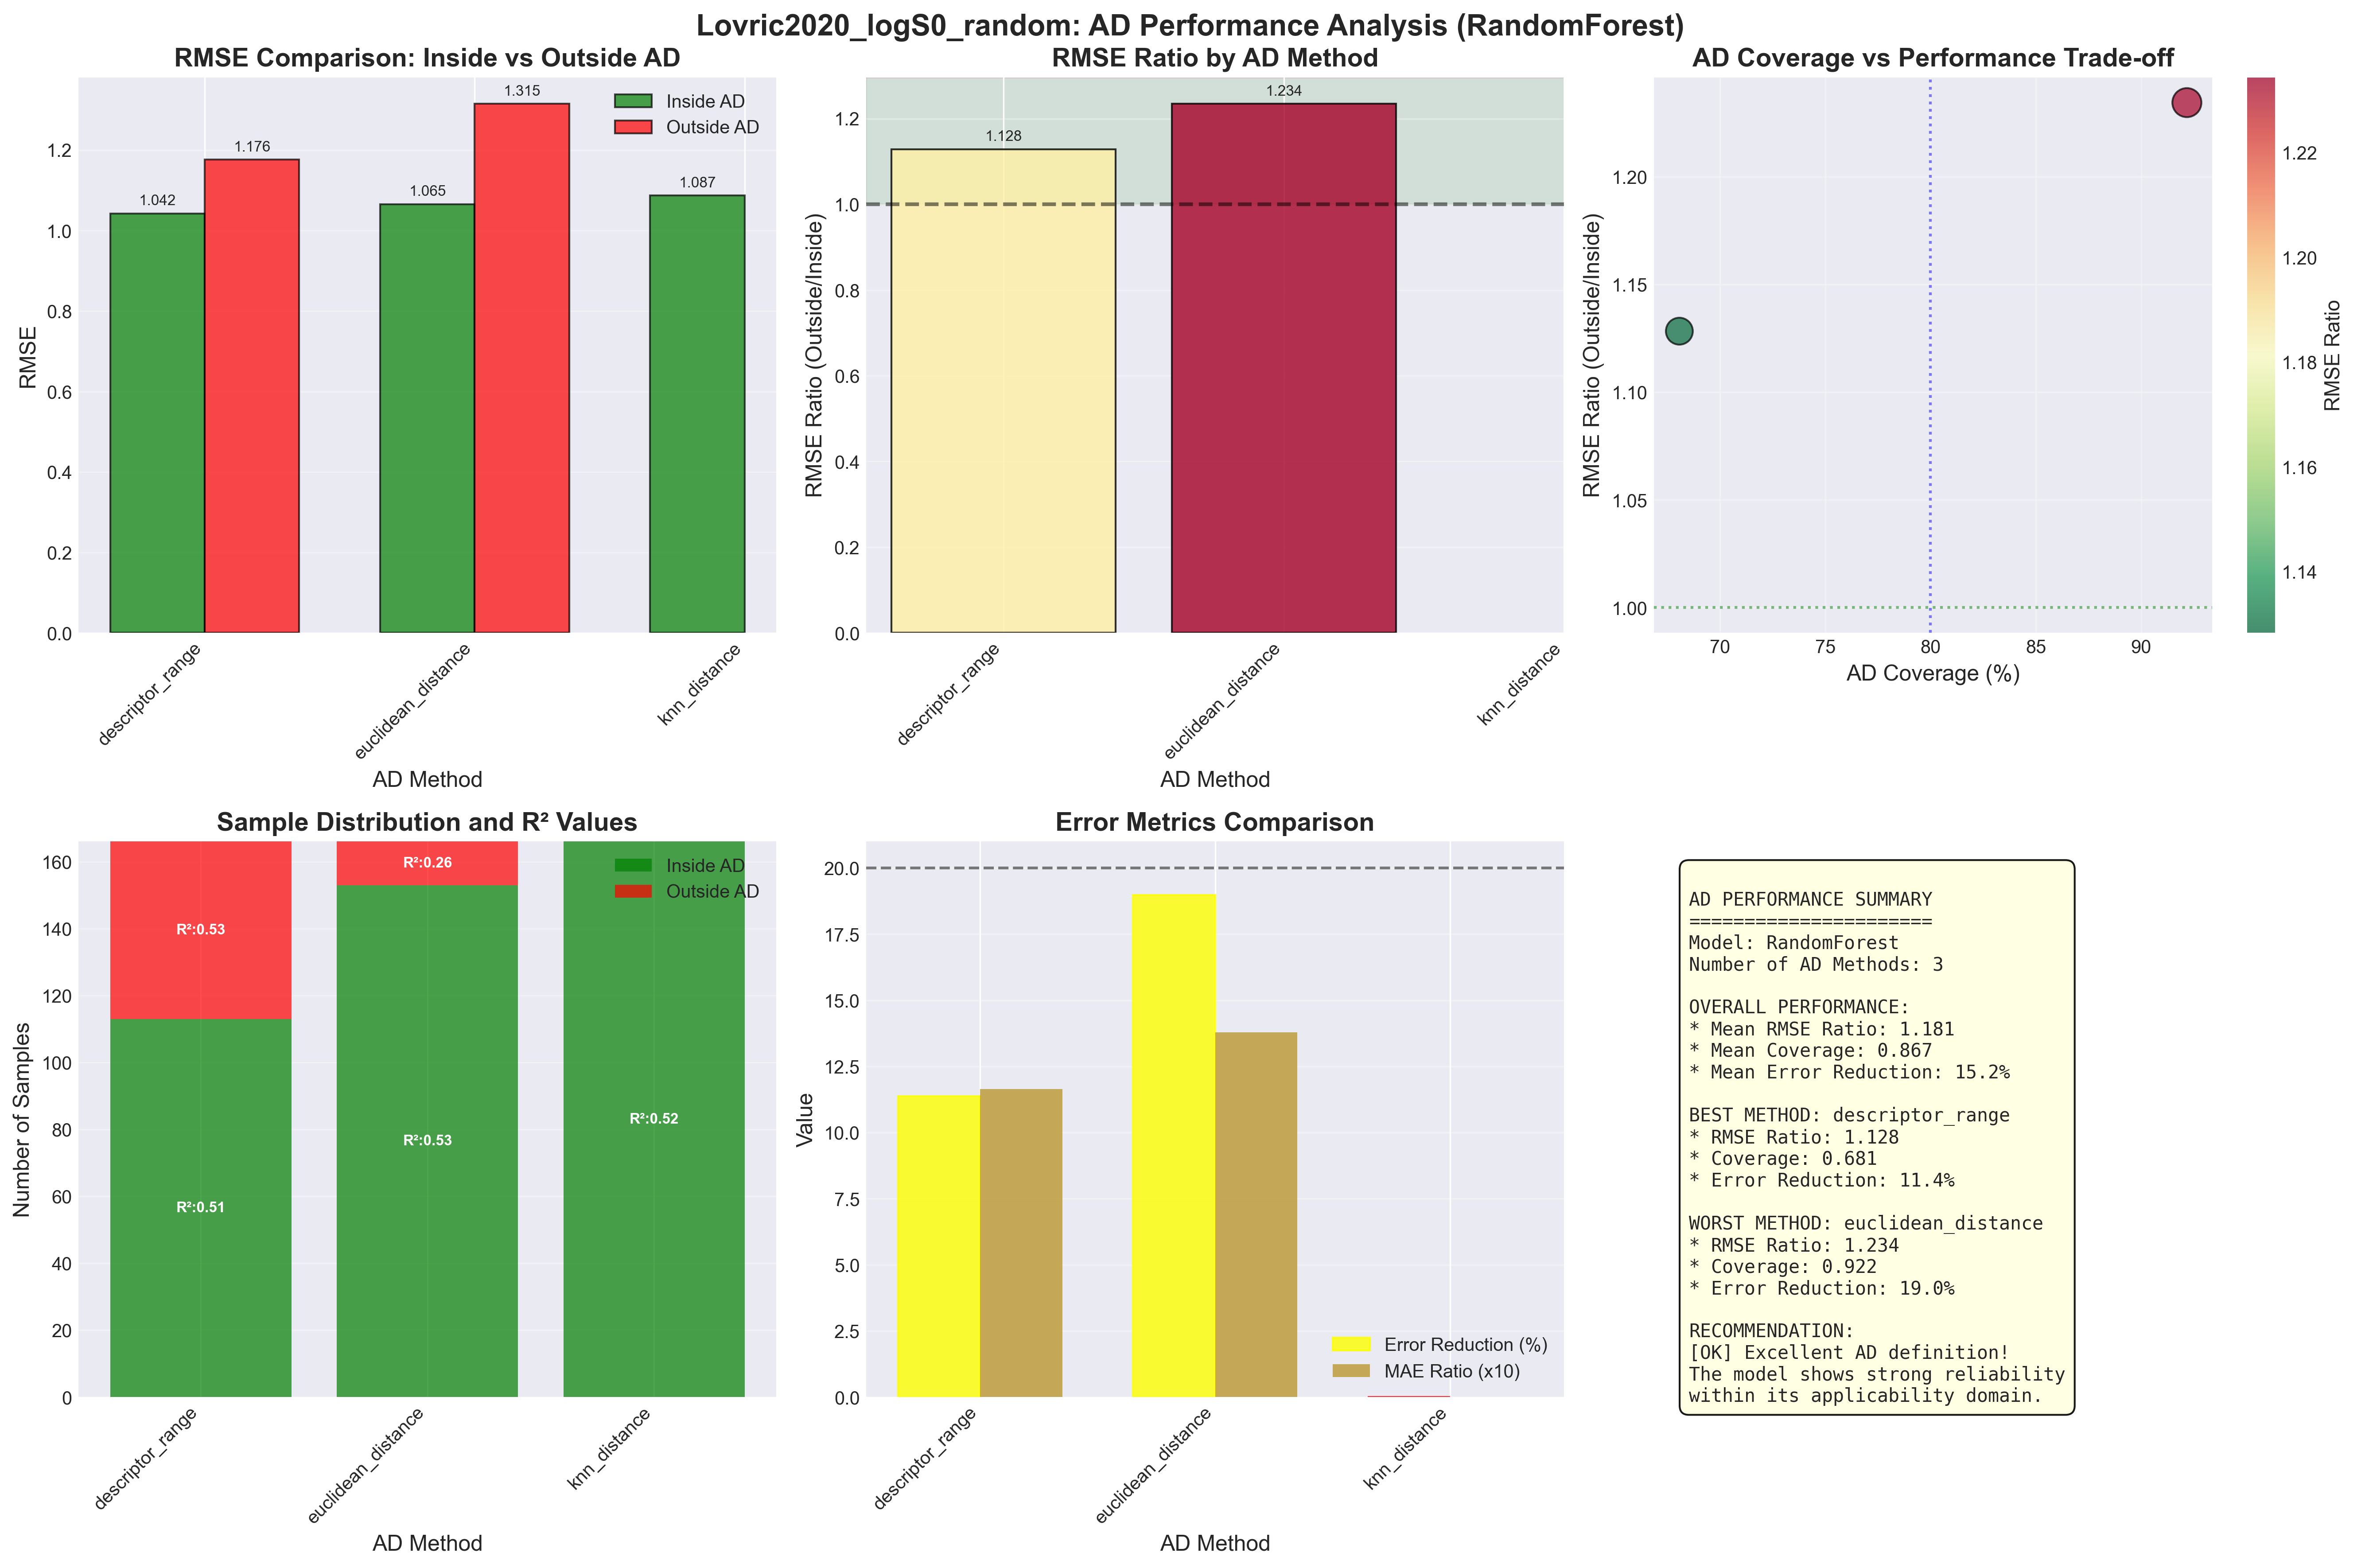 Lovric2020_logS0_random: AD Performance Analysis (RandomForest)
RMSE Comparison: Inside vs Outside AD
Inside AD
Outside AD
1.042
1.176
1.065
1.315
1.087
0.0
0.2
0.4
0.6
0.8
1.0
1.2
RMSE
descriptor_range
euclidean_distance
knn_distance
AD Method
RMSE Ratio by AD Method
1.128
1.234
0.0
0.2
0.4
0.6
0.8
1.0
1.2
RMSE Ratio (Outside/Inside)
descriptor_range
euclidean_distance
knn_distance
AD Method
AD Coverage vs Performance Trade-off
1.00
1.05
1.10
1.15
1.20
RMSE Ratio (Outside/Inside)
70
75
80
85
90
AD Coverage (%)
1.14
1.16
1.18
1.20
1.22
RMSE Ratio
Sample Distribution and R² Values
Inside AD
Outside AD
R²:0.53
R²:0.51
R²:0.26
R²:0.53
R²:0.52
0
20
40
60
80
100
120
140
160
Number of Samples
descriptor_range
euclidean_distance
knn_distance
AD Method
Error Metrics Comparison
0.0
2.5
5.0
7.5
10.0
12.5
15.0
17.5
20.0
Value
Error Reduction (%)
MAE Ratio (x10)
descriptor_range
euclidean_distance
knn_distance
AD Method
AD PERFORMANCE SUMMARY
======================
Model: RandomForest
Number of AD Methods: 3
OVERALL PERFORMANCE:
* Mean RMSE Ratio: 1.181
* Mean Coverage: 0.867
* Mean Error Reduction: 15.2%
BEST METHOD: descriptor_range
* RMSE Ratio: 1.128
* Coverage: 0.681
* Error Reduction: 11.4%
WORST METHOD: euclidean_distance
* RMSE Ratio: 1.234
* Coverage: 0.922
* Error Reduction: 19.0%
RECOMMENDATION:
[OK] Excellent AD definition!
The model shows strong reliability
within its applicability domain.